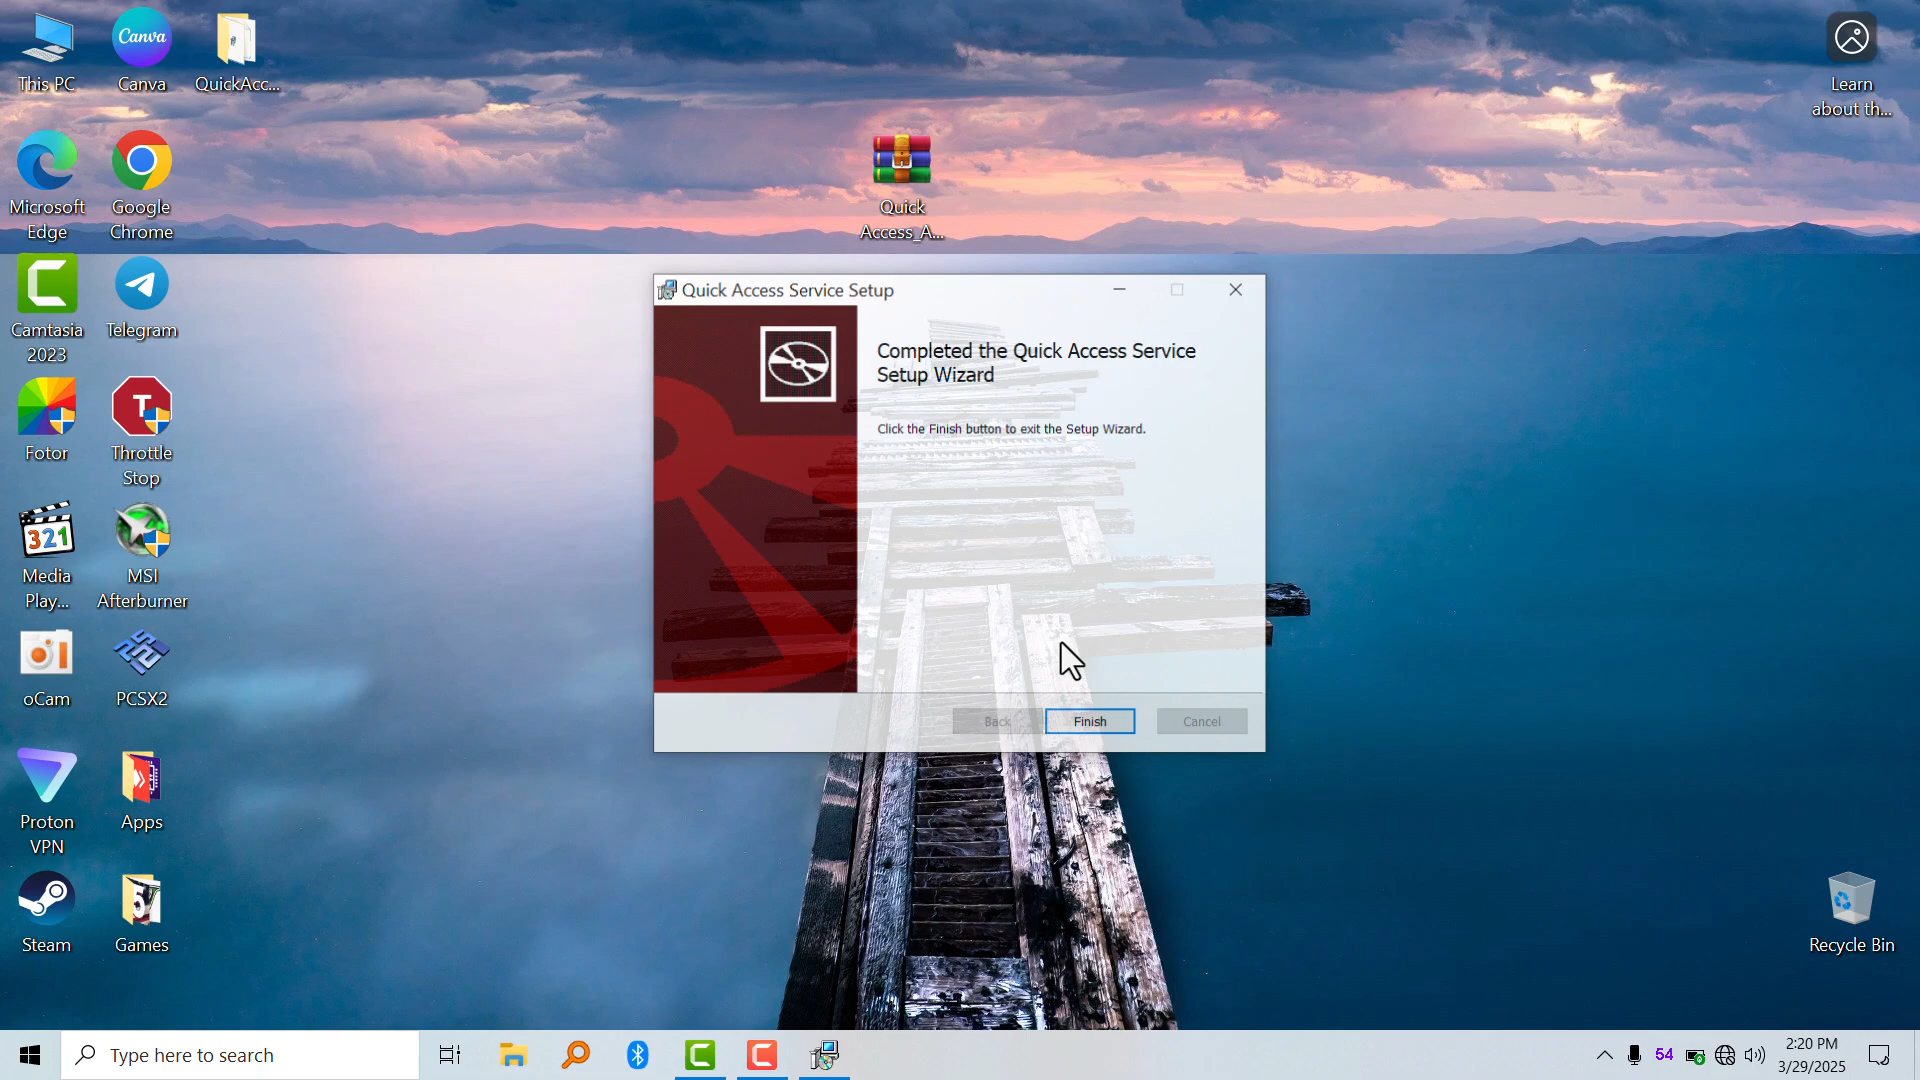 This PC
Canva
Canva
QuickAcc...
Learn
about th...
Microsoft
Edge
Google
Chrome
Quick
Access_A...
Camtasia
2023
Telegram
Quick Access Service Setup
Completed the Quick Access Service
Setup Wizard
Click the Finish button to exit the Setup Wizard.
T
Fotor
Throttle
Stop
321
Media
Play...
MSI
Afterburner
oCam
PCSX2
Back
Finish
Cancel
Proton
VPN
Apps
5
Steam
Games
Recycle Bin
Type here to search
54
2:20 PM
3/29/2025